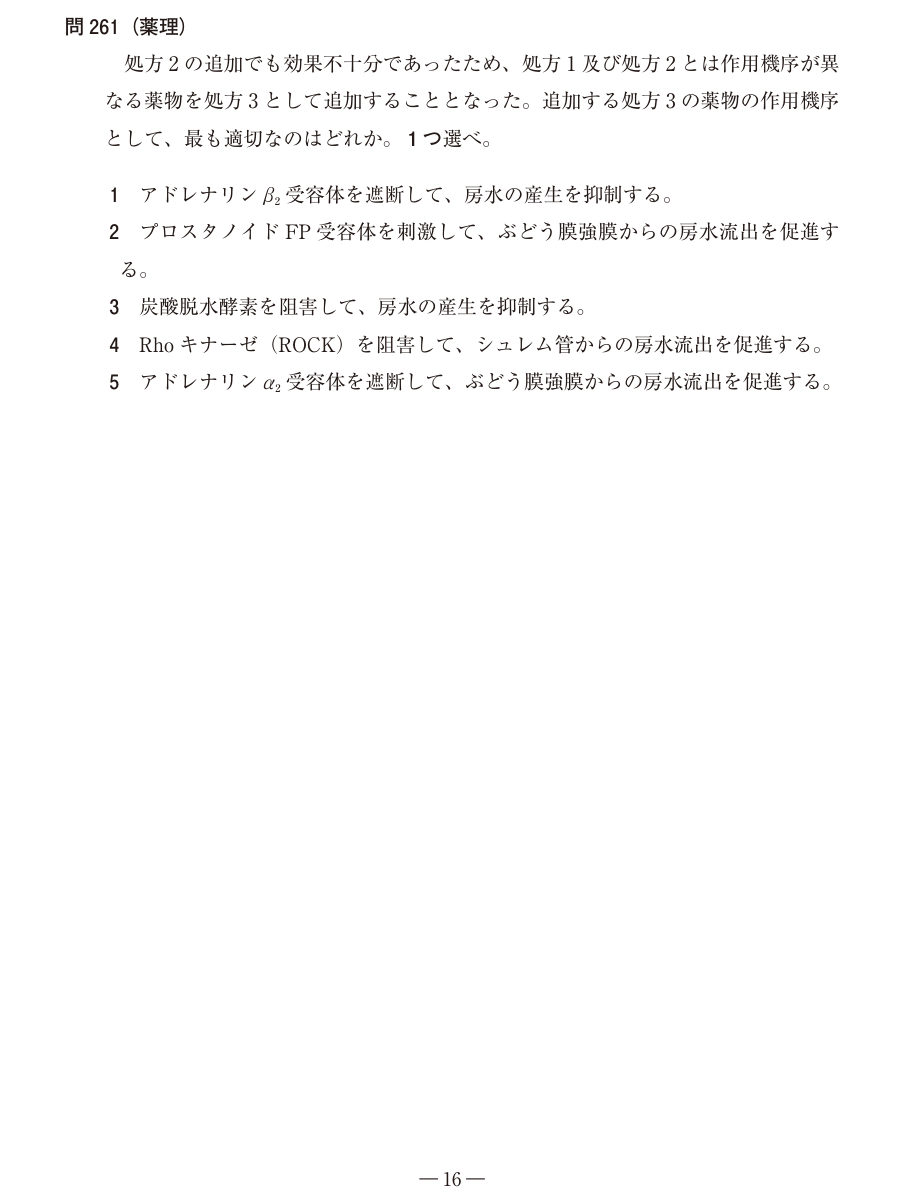 問 261（薬理）
処方２の追加でも効果不十分であったため、処方１及び処方２とは作用機序が異
なる薬物を処方３として追加することとなった。追加する処方３の薬物の作用機序
として、最も適切なのはどれか。１つ選べ。
1 アドレナリン β₂ 受容体を遮断して、房水の産生を抑制する。
2 プロスタノイド FP 受容体を刺激して、ぶどう膜強膜からの房水流出を促進す
る。
3 炭酸脱水酵素を阻害して、房水の産生を抑制する。
4 Rho キナーゼ（ROCK）を阻害して、シュレム管からの房水流出を促進する。
5 アドレナリン α₂ 受容体を遮断して、ぶどう膜強膜からの房水流出を促進する。
― 16 ―